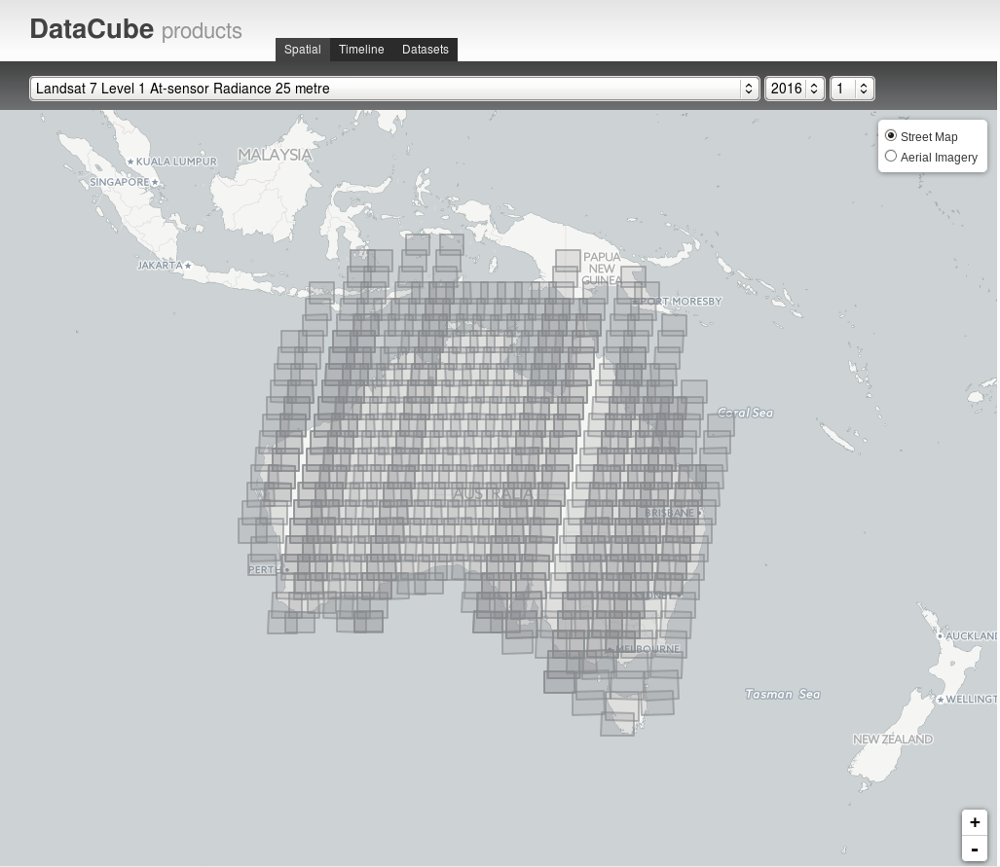 DataCube products
Spatial Timeline Datasets
Landsat 7 Level 1 At-sensor Radiance 25 metre 2016 1
Street Map
Aerial Imagery
MALAYSIA
KUALA LUMPUR
SINGAPORE
JAKARTA
PAPUA
NEW
GUINEA
PORT MORESBY
Coral Sea
AUSTRALIA
BRISBANE
PERTH
MELBOURNE
AUCKLAND
Tasman Sea
WELLINGT
NEW ZEALAND
+
-